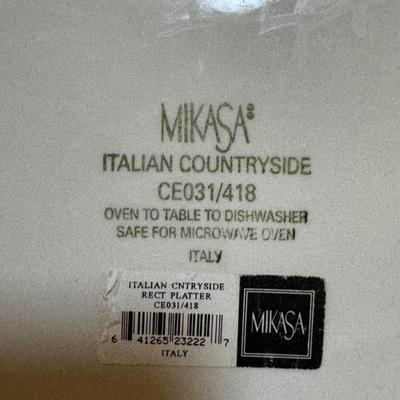 MIKASA®
ITALIAN COUNTRYSIDE
CE031/418
OVEN TO TABLE TO DISHWASHER
SAFE FOR MICROWAVE OVEN
ITALY
ITALIAN CNTRYSIDE
RECT PLATTER
CE031/418
6 41265 23222 7
ITALY
MIKASA